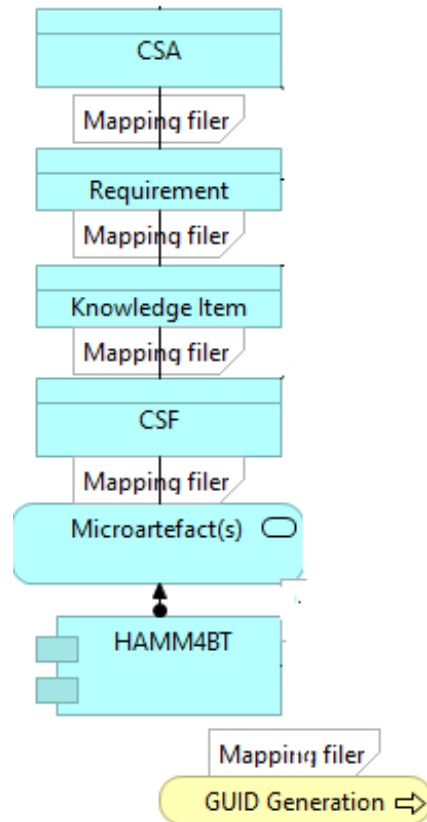 CSA
Mapping filer
Requirement
Mapping filer
Knowledge Item
Mapping filer
CSF
Mapping filer
Microartefact(s)
HAMM4BT
Mapping filer
GUID Generation